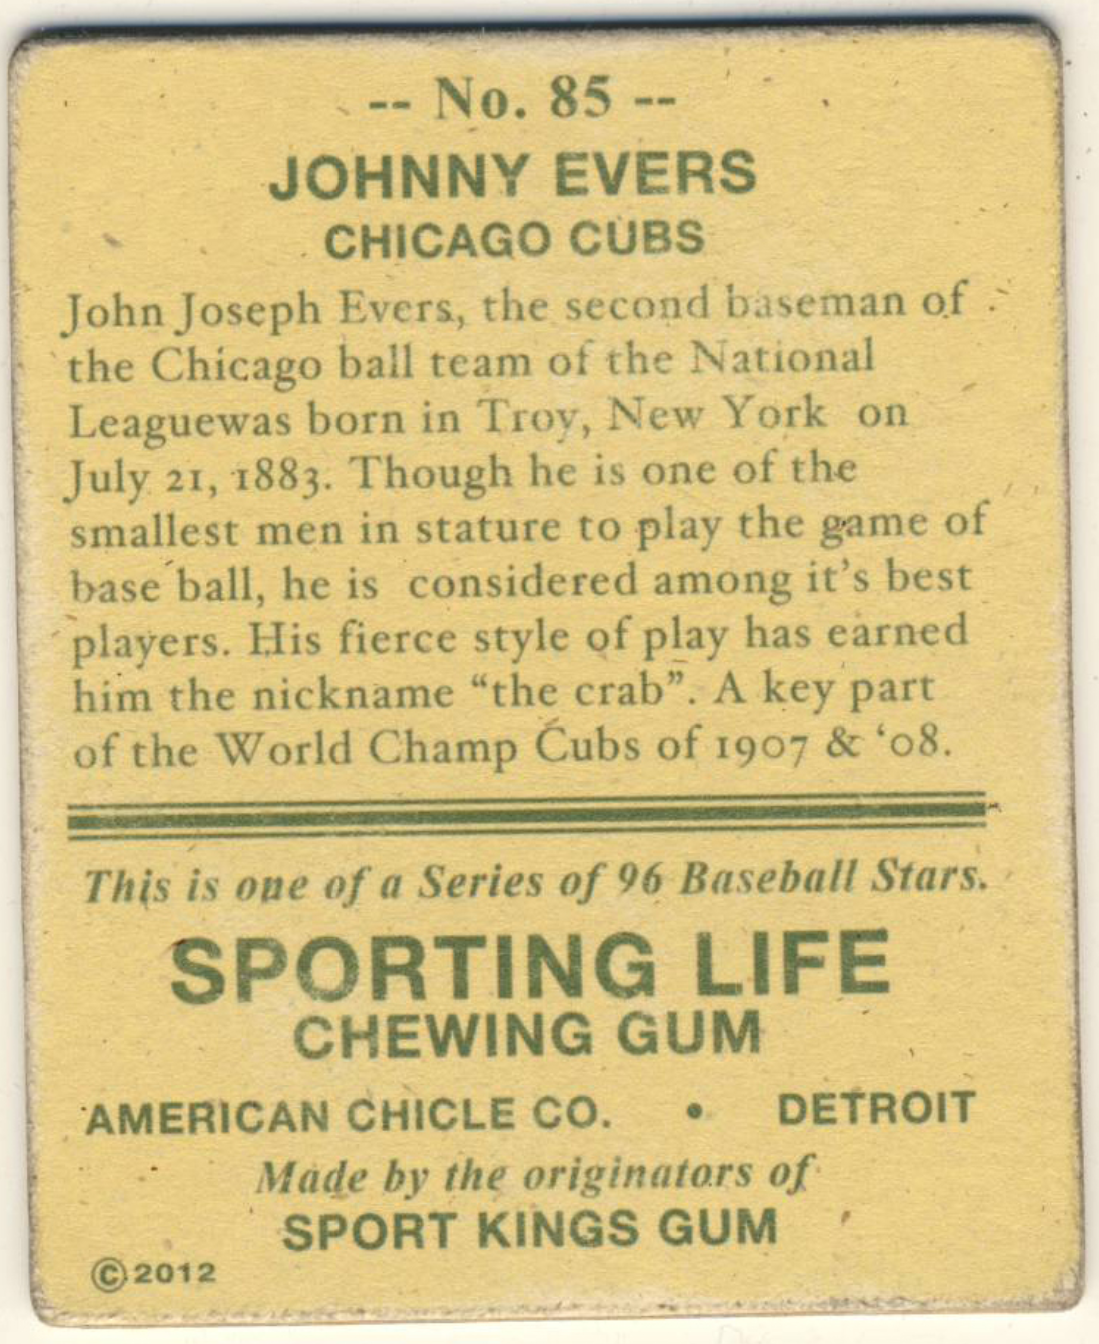 -- No. 85 --
JOHNNY EVERS
CHICAGO CUBS
John Joseph Evers, the second baseman of
the Chicago ball team of the National
Leaguewas born in Troy, New York on
July 21, 1883. Though he is one of the
smallest men in stature to play the game of
base ball, he is considered among it's best
players. His fierce style of play has earned
him the nickname “the crab”. A key part
of the World Champ Cubs of 1907 & ‘08.
This is one of a Series of 96 Baseball Stars.
SPORTING LIFE
CHEWING GUM
AMERICAN CHICLE CO. • DETROIT
Made by the originators of
SPORT KINGS GUM
©2012